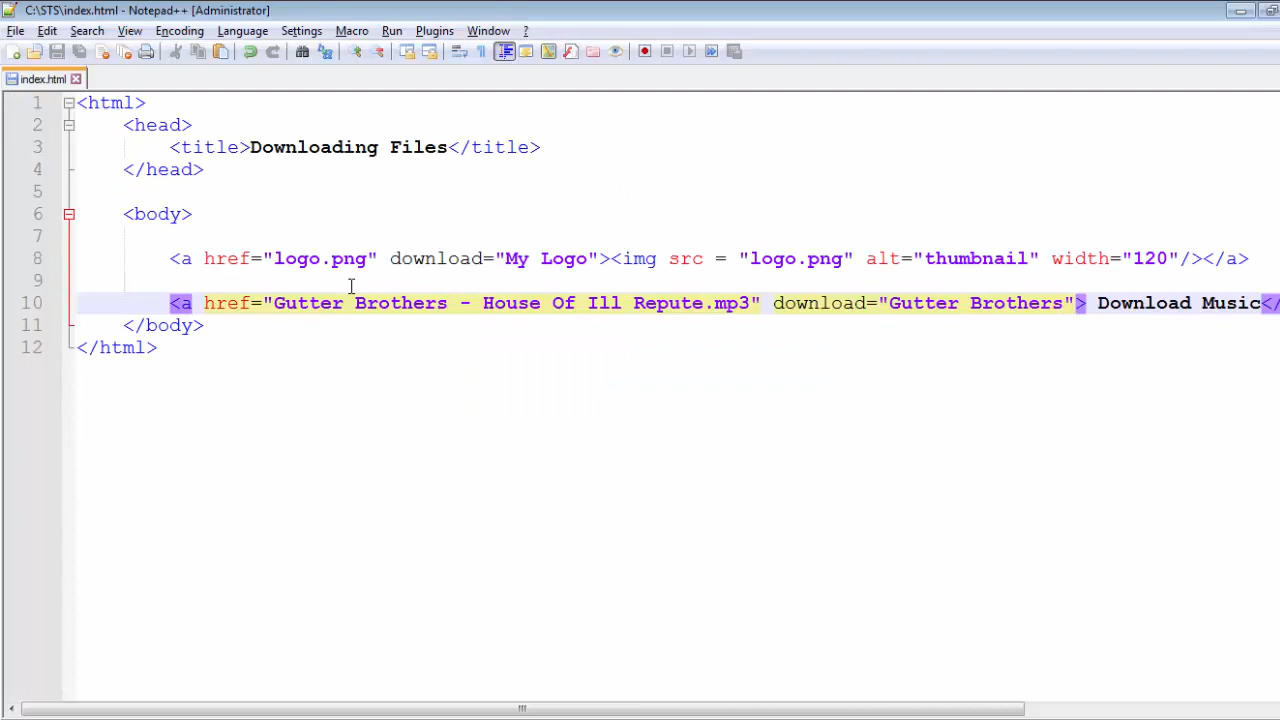 C:\STS\index.html - Notepad++ [Administrator]
File Edit Search View Encoding Language Settings Macro Run Plugins Window ?
index.html
1 <html>
2 <head>
3 <title>Downloading Files</title>
4 </head>
5
6 <body>
7
8 <a href="logo.png" download="My Logo"><img src = "logo.png" alt="thumbnail" width="120"/></a>
9
10 <a href="Gutter Brothers - House Of Ill Repute.mp3" download="Gutter Brothers"> Download Music</
11 </body>
12 </html>